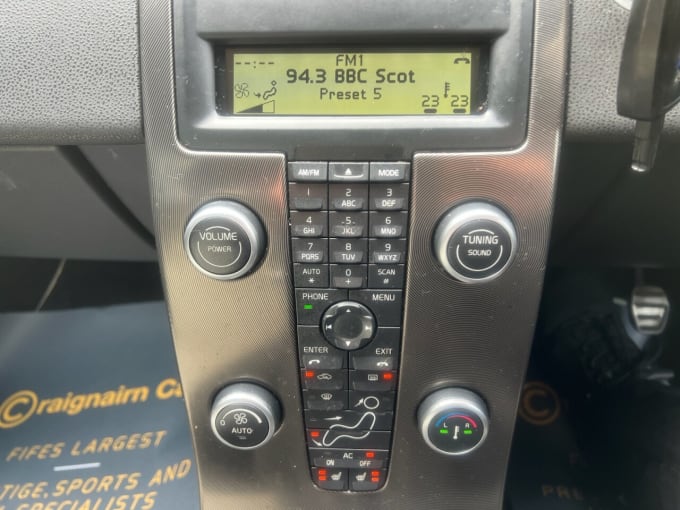 --:-- FM1
94.3 BBC Scot
Preset 5
23 23
AM/FM MODE
1 2 ABC 3 DEF
4 GHI -5- JKL 6 MNO
7 PQRS 8 TUV 9 WXYZ
AUTO * 0 + SCAN #
VOLUME
POWER
TUNING
SOUND
PHONE MENU
ENTER EXIT
0 AUTO
L R
AC
ON OFF
©raignairn Ca
FIFES LARGEST
TIGE, SPORTS AND
SPECIALISTS